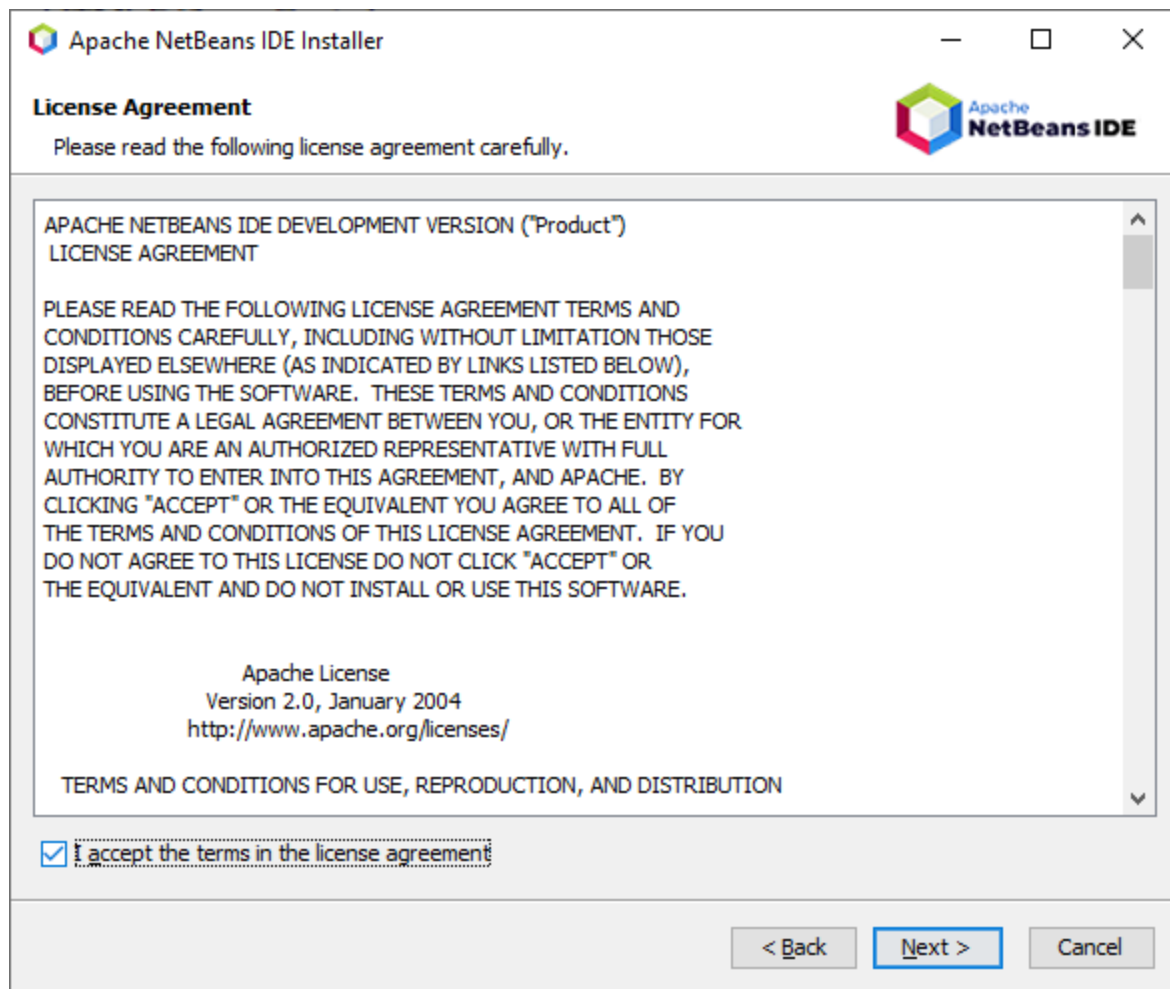 Apache NetBeans IDE Installer
License Agreement
Please read the following license agreement carefully.
Apache
NetBeans IDE
APACHE NETBEANS IDE DEVELOPMENT VERSION ("Product")
LICENSE AGREEMENT
PLEASE READ THE FOLLOWING LICENSE AGREEMENT TERMS AND
CONDITIONS CAREFULLY, INCLUDING WITHOUT LIMITATION THOSE
DISPLAYED ELSEWHERE (AS INDICATED BY LINKS LISTED BELOW),
BEFORE USING THE SOFTWARE.  THESE TERMS AND CONDITIONS
CONSTITUTE A LEGAL AGREEMENT BETWEEN YOU, OR THE ENTITY FOR
WHICH YOU ARE AN AUTHORIZED REPRESENTATIVE WITH FULL
AUTHORITY TO ENTER INTO THIS AGREEMENT, AND APACHE.  BY
CLICKING "ACCEPT" OR THE EQUIVALENT YOU AGREE TO ALL OF
THE TERMS AND CONDITIONS OF THIS LICENSE AGREEMENT.  IF YOU
DO NOT AGREE TO THIS LICENSE DO NOT CLICK "ACCEPT" OR
THE EQUIVALENT AND DO NOT INSTALL OR USE THIS SOFTWARE.
Apache License
Version 2.0, January 2004
http://www.apache.org/licenses/
TERMS AND CONDITIONS FOR USE, REPRODUCTION, AND DISTRIBUTION
I accept the terms in the license agreement
< Back
Next >
Cancel